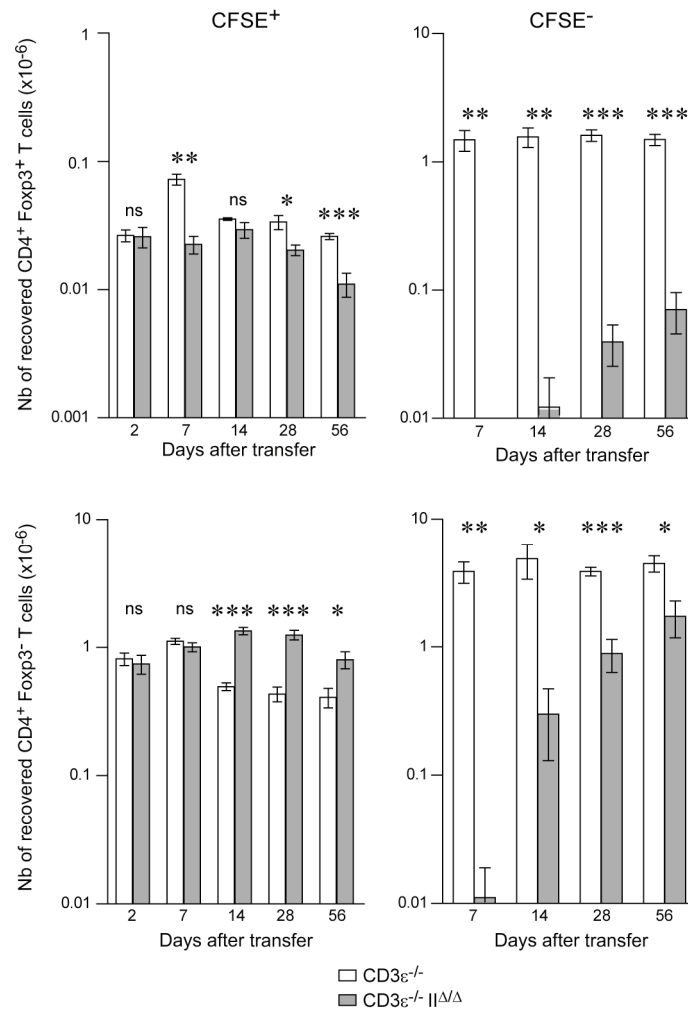 CFSE+
CFSE-
Nb of recovered CD4+ Foxp3+ T cells (x10-6)
1
0.1
0.01
0.001
ns
**
ns
*
***
2 7 14 28 56
Days after transfer
10
1
0.1
0.01
** ** *** ***
7 14 28 56
Days after transfer
Nb of recovered CD4+ Foxp3- T cells (x10-6)
10
1
0.1
0.01
ns ns *** *** *
2 7 14 28 56
Days after transfer
10
1
0.1
0.01
** * *** *
7 14 28 56
Days after transfer
CD3ε-/-
CD3ε-/- IIΔ/Δ